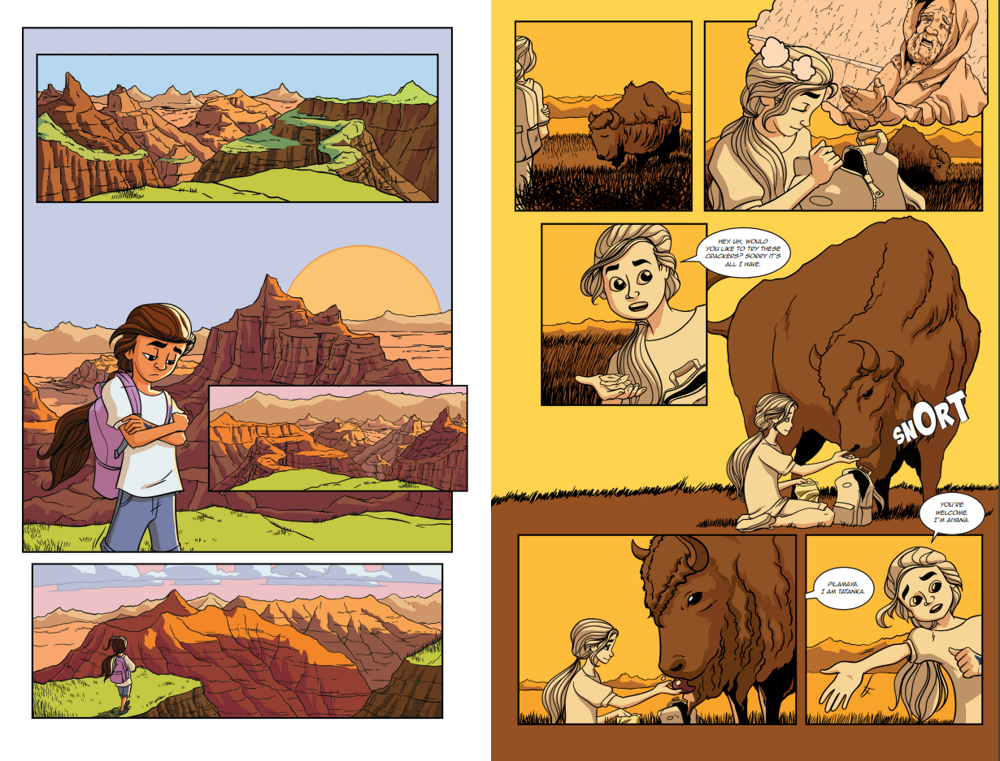 HEY. UH, WOULD
YOU LIKE TO TRY THESE
CRACKERS? SORRY IT'S
ALL I HAVE.
SNORT
YOU'RE
WELCOME.
I'M AIYANA.
PILAMAYA.
I AM TATANKA.